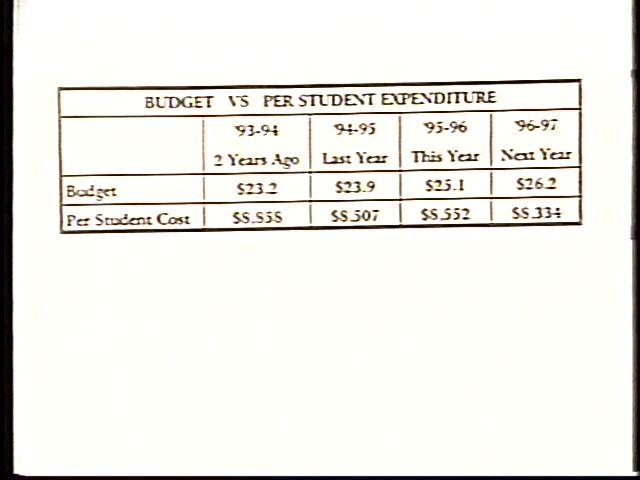 BUDGET VS PER STUDENT EXPENDITURE
'93-94 '94-95 '95-96 '96-97
2 Years Ago Last Year This Year Next Year
Budget $23.2 $23.9 $25.1 $26.2
Per Student Cost $8,858 $8,507 $8,552 $8,334